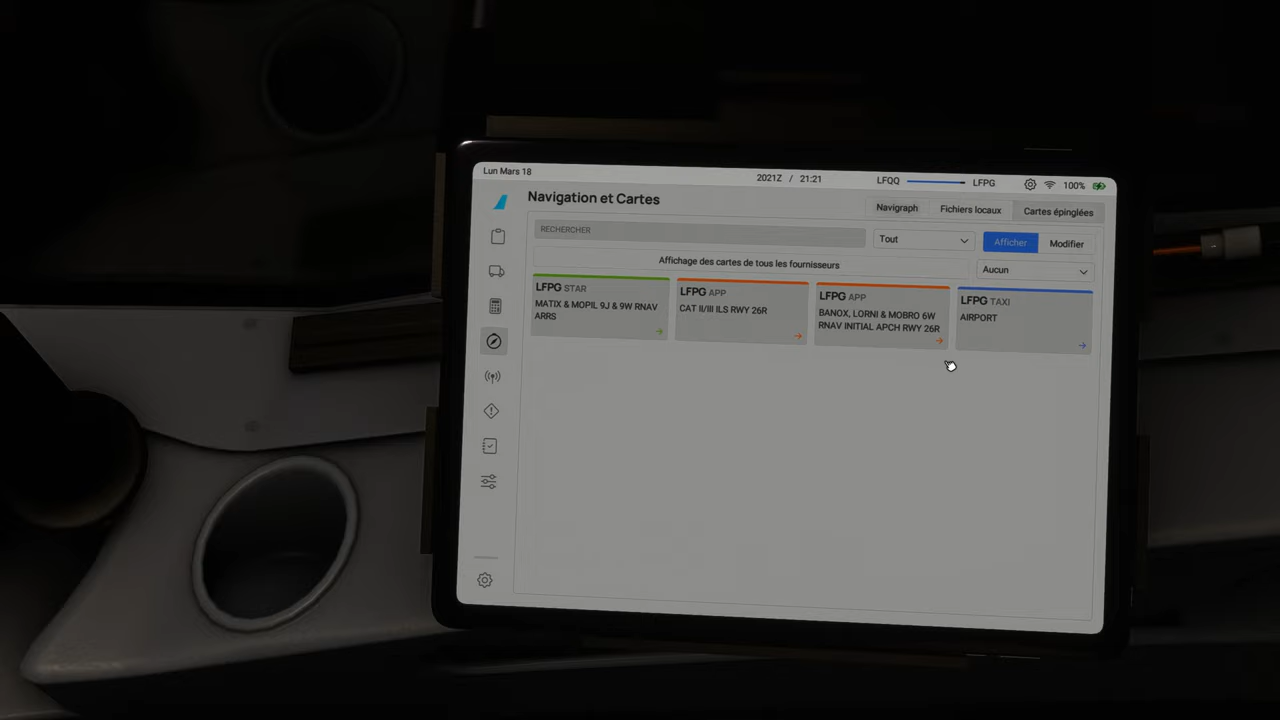 Lun Mars 18
2021Z / 21:21
LFQQ LFPG
100%
Navigation et Cartes
Navigraph
Fichiers locaux
Cartes épinglées
RECHERCHER
Tout
Afficher
Modifier
Affichage des cartes de tous les fournisseurs
Aucun
LFPG STAR
MATIX & MOPIL 9J & 9W RNAV
ARRS
LFPG APP
CAT II/III ILS RWY 26R
LFPG APP
BANOX, LORNI & MOBRO 6W
RNAV INITIAL APCH RWY 26R
LFPG TAXI
AIRPORT